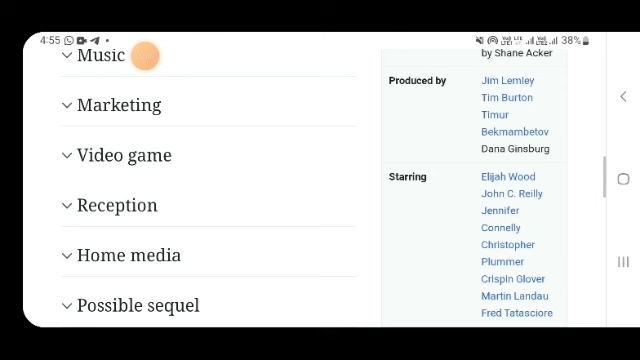 4:55
38%
Music
Marketing
Video game
Reception
Home media
Possible sequel
by Shane Acker
Produced by
Jim Lemley
Tim Burton
Timur
Bekmambetov
Dana Ginsburg
Starring
Elijah Wood
John C. Reilly
Jennifer
Connelly
Christopher
Plummer
Crispin Glover
Martin Landau
Fred Tatasciore